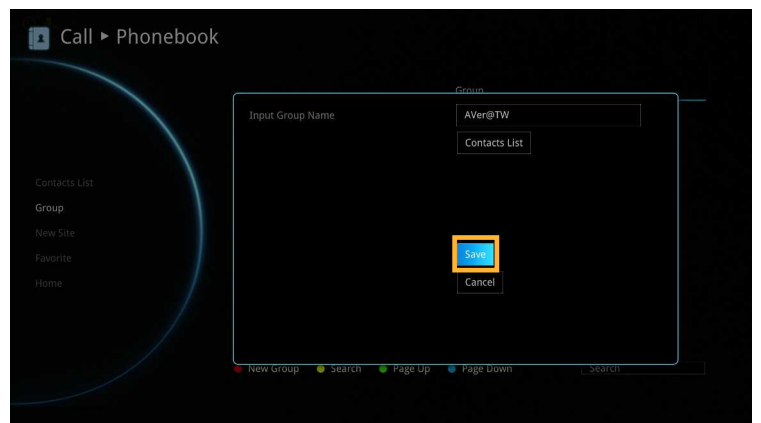 Call ▸ Phonebook
Group
Input Group Name
AVer@TW
Contacts List
Contacts List
Group
New Site
Favorite
Home
Save
Cancel
New Group Search Page Up Page Down Search